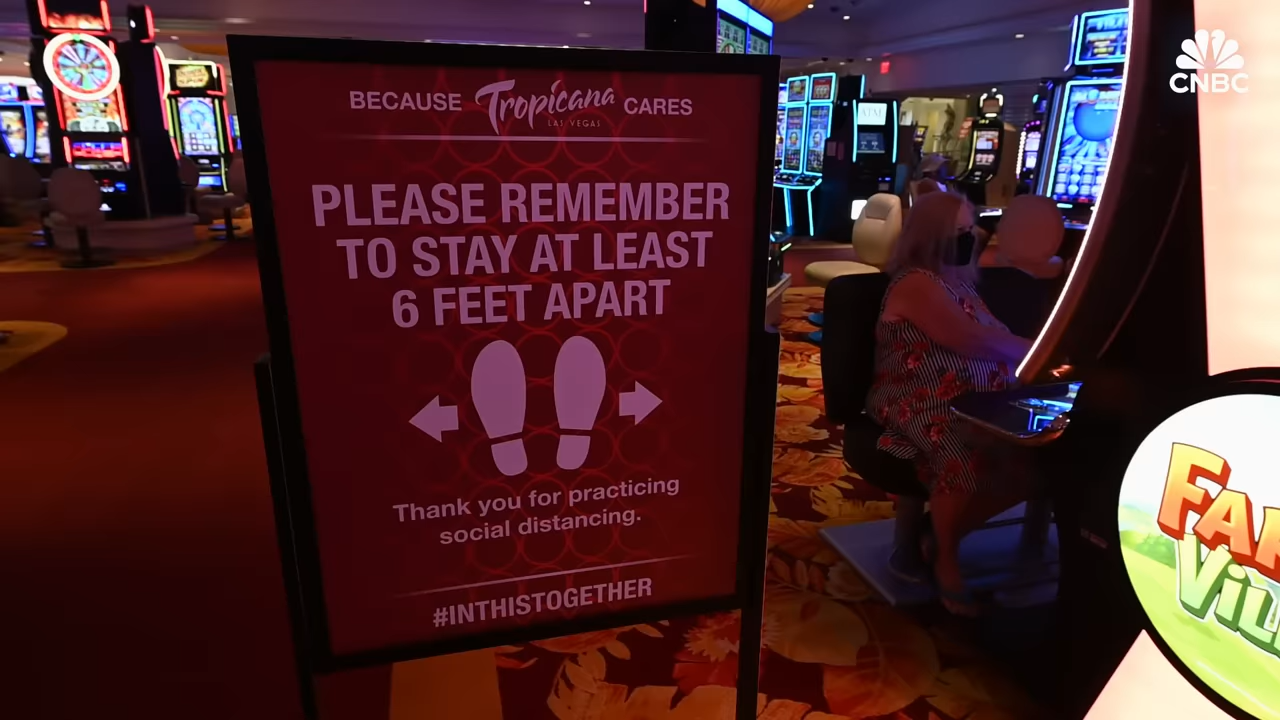 BECAUSE Tropicana CARES
LAS VEGAS
PLEASE REMEMBER
TO STAY AT LEAST
6 FEET APART
Thank you for practicing
social distancing.
#INTHISTOGETHER
CNBC